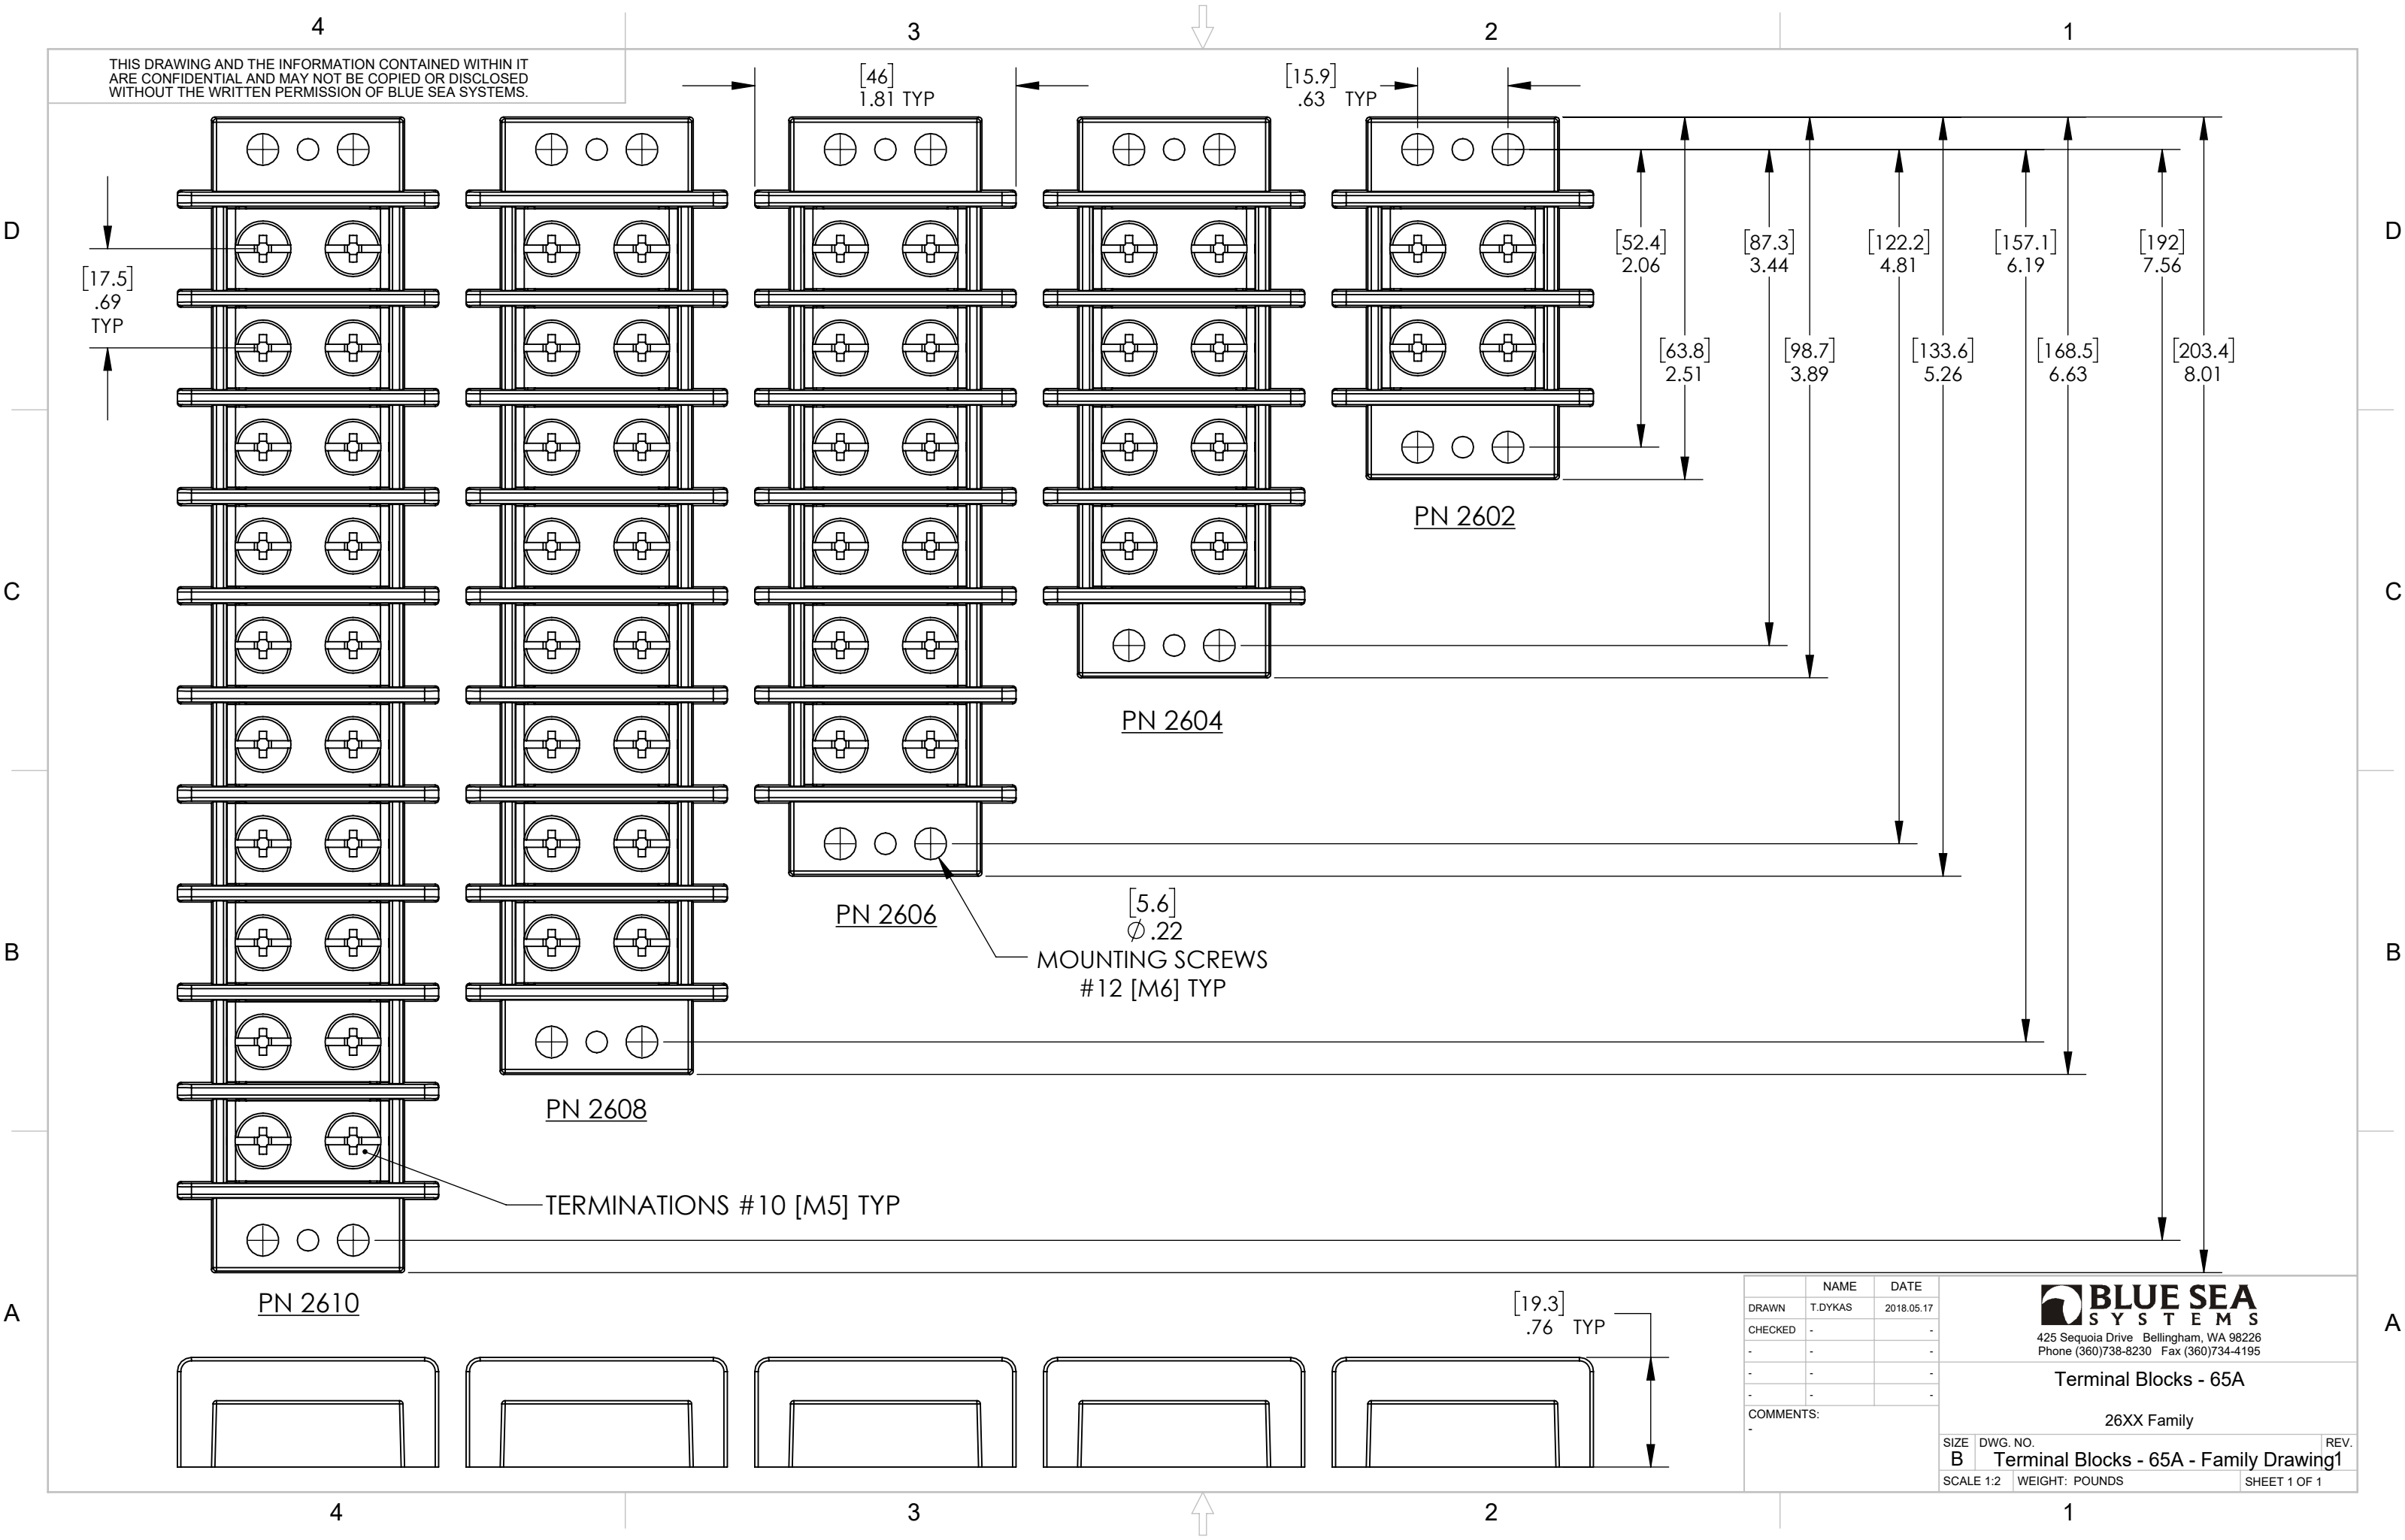 4
3
2
1
THIS DRAWING AND THE INFORMATION CONTAINED WITHIN IT
ARE CONFIDENTIAL AND MAY NOT BE COPIED OR DISCLOSED
WITHOUT THE WRITTEN PERMISSION OF BLUE SEA SYSTEMS.
[46]
1.81 TYP
[15.9]
.63 TYP
D
D
[17.5]
.69
TYP
[52.4]
2.06
[87.3]
3.44
[122.2]
4.81
[157.1]
6.19
[192]
7.56
[63.8]
2.51
[98.7]
3.89
[133.6]
5.26
[168.5]
6.63
[203.4]
8.01
PN 2602
C
C
PN 2604
PN 2606
[5.6]
∅ .22
MOUNTING SCREWS
#12 [M6] TYP
B
B
PN 2608
TERMINATIONS #10 [M5] TYP
PN 2610
A
A
[19.3]
.76 TYP
NAME DATE
DRAWN T.DYKAS 2018.05.17
CHECKED - -
- - -
- - -
- - -
COMMENTS:
-
BLUE SEA
SYSTEMS
425 Sequoia Drive Bellingham, WA 98226
Phone (360)738-8230 Fax (360)734-4195
Terminal Blocks - 65A
26XX Family
SIZE DWG. NO. REV.
B Terminal Blocks - 65A - Family Drawing 1
SCALE 1:2 WEIGHT: POUNDS SHEET 1 OF 1
4
3
2
1